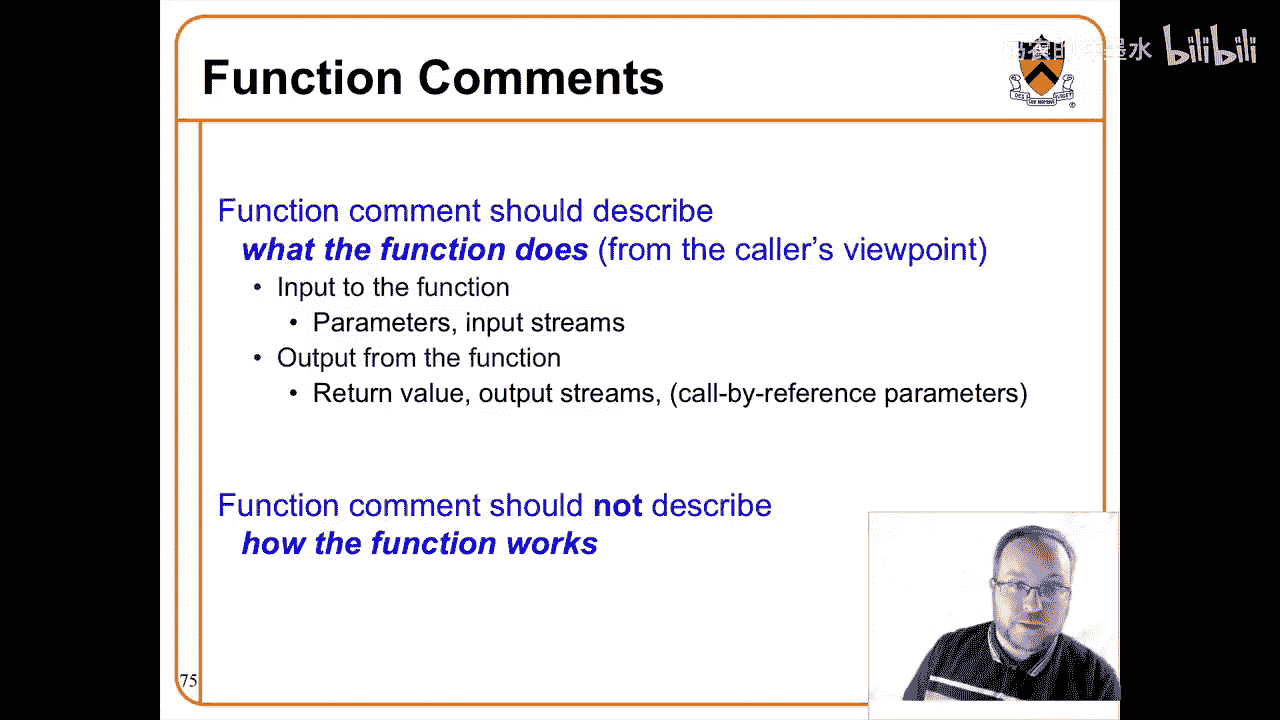 Function Comments
bilibili
Function comment should describe
what the function does (from the caller’s viewpoint)
• Input to the function
• Parameters, input streams
• Output from the function
• Return value, output streams, (call-by-reference parameters)
Function comment should not describe
how the function works
75